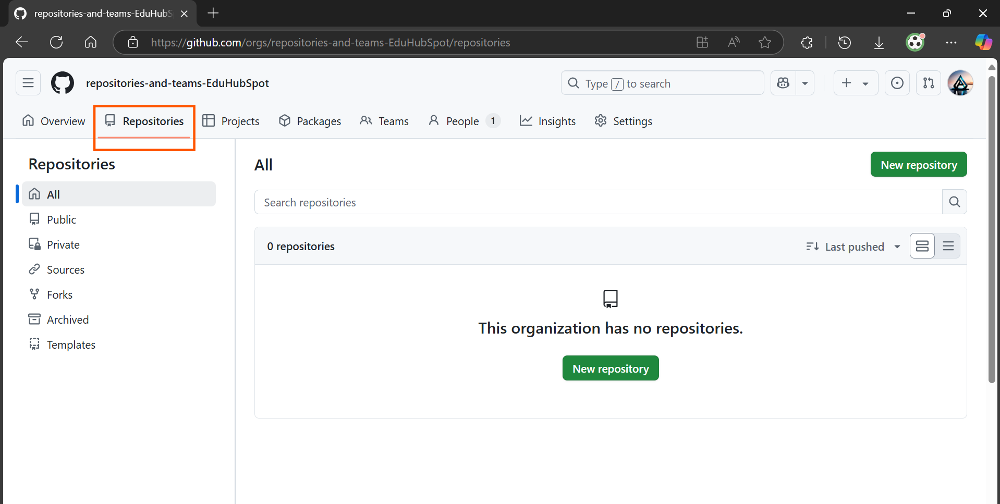 repositories-and-teams-EduHubS
https://github.com/orgs/repositories-and-teams-EduHubSpot/repositories
repositories-and-teams-EduHubSpot
Type / to search
Overview
Repositories
Projects
Packages
Teams
People 1
Insights
Settings
Repositories
All
Public
Private
Sources
Forks
Archived
Templates
All
New repository
Search repositories
0 repositories
Last pushed
This organization has no repositories.
New repository